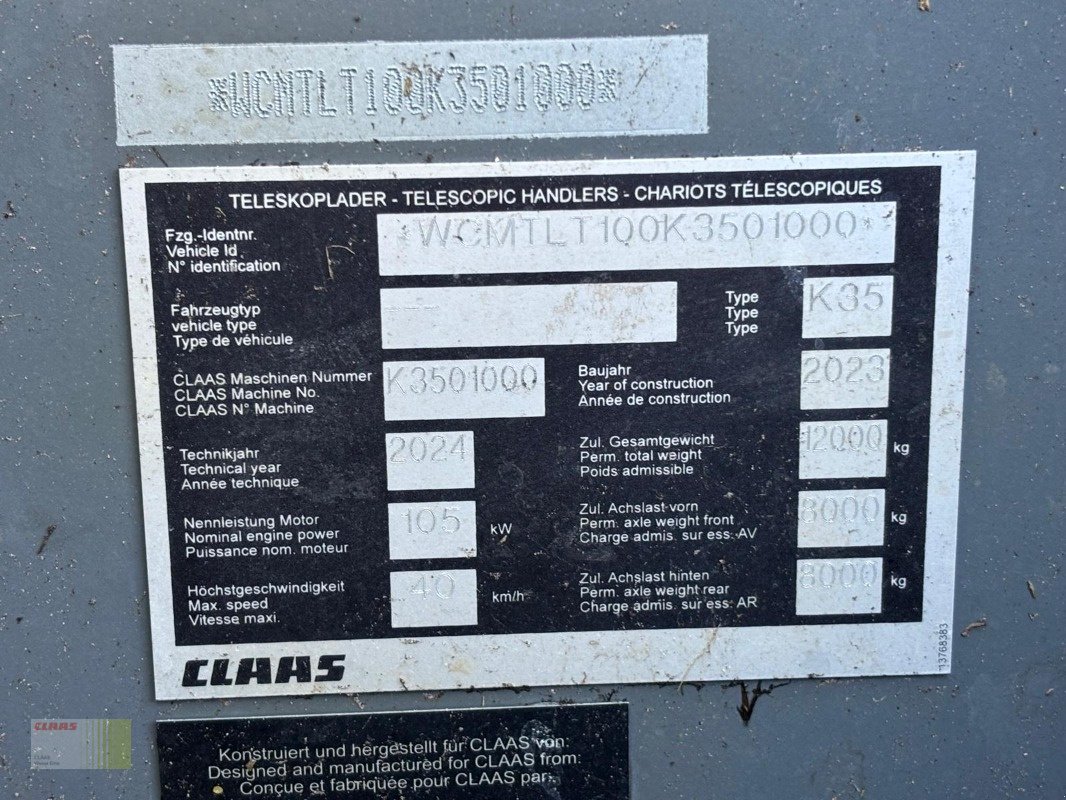 *WCMTLT100K3501000*
TELESKOPLADER - TELESCOPIC HANDLERS - CHARIOTS TÉLESCOPIQUES
Fzg.-Identnr.
Vehicle Id
N° identification
*WCMTLT100K3501000*
Fahrzeugtyp
vehicle type
Type de véhicule
---
Type
Type
Type
K35
CLAAS Maschinen Nummer
CLAAS Machine No.
CLAAS N° Machine
K3501000
Baujahr
Year of construction
Année de construction
2023
Technikjahr
Technical year
Année technique
2024
Zul. Gesamtgewicht
Perm. total weight
Poids admissible
12000 kg
Nennleistung Motor
Nominal engine power
Puissance nom. moteur
105 kW
Zul. Achslast vorn
Perm. axle weight front
Charge admis. sur ess. AV
8000 kg
Höchstgeschwindigkeit
Max. speed
Vitesse maxi.
40 km/h
Zul. Achslast hinten
Perm. axle weight rear
Charge admis. sur ess. AR
8000 kg
CLAAS
13768383
Konstruiert und hergestellt für CLAAS von:
Designed and manufactured for CLAAS from:
Conçue et fabriquée pour CLAAS par:
CLAAS
CLAAS